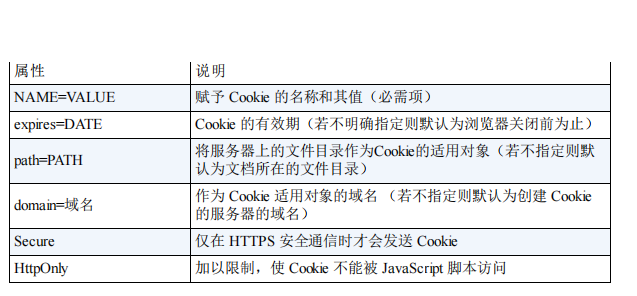 属性 说明
NAME=VALUE 赋予 Cookie 的名称和其值（必需项）
expires=DATE Cookie 的有效期（若不明确指定则默认为浏览器关闭前为止）
path=PATH 将服务器上的文件目录作为Cookie的适用对象（若不指定则默
认为文档所在的文件目录）
domain=域名 作为 Cookie 适用对象的域名 （若不指定则默认为创建 Cookie
的服务器的域名）
Secure 仅在 HTTPS 安全通信时才会发送 Cookie
HttpOnly 加以限制，使 Cookie 不能被 JavaScript 脚本访问